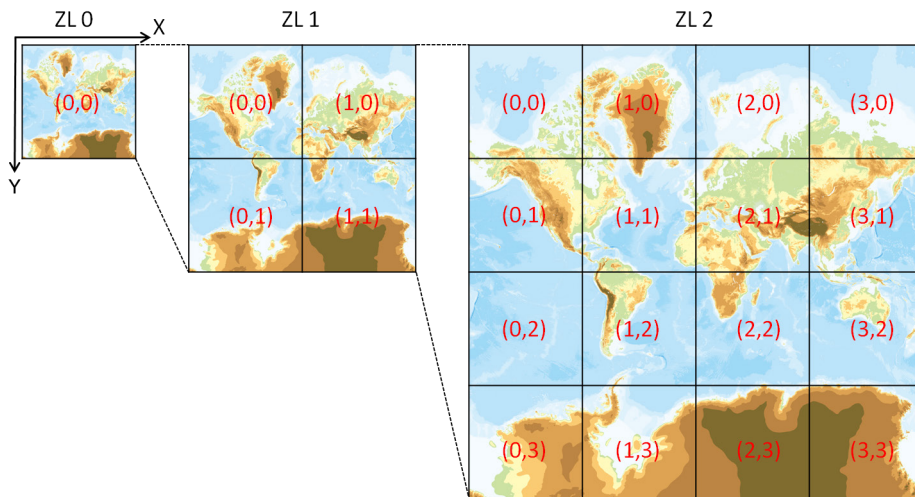 ZL 0
X
ZL 1
ZL 2
Y
(0,0)
(0,0) (1,0)
(0,1) (1,1)
(0,0) (1,0) (2,0) (3,0)
(0,1) (1,1) (2,1) (3,1)
(0,2) (1,2) (2,2) (3,2)
(0,3) (1,3) (2,3) (3,3)